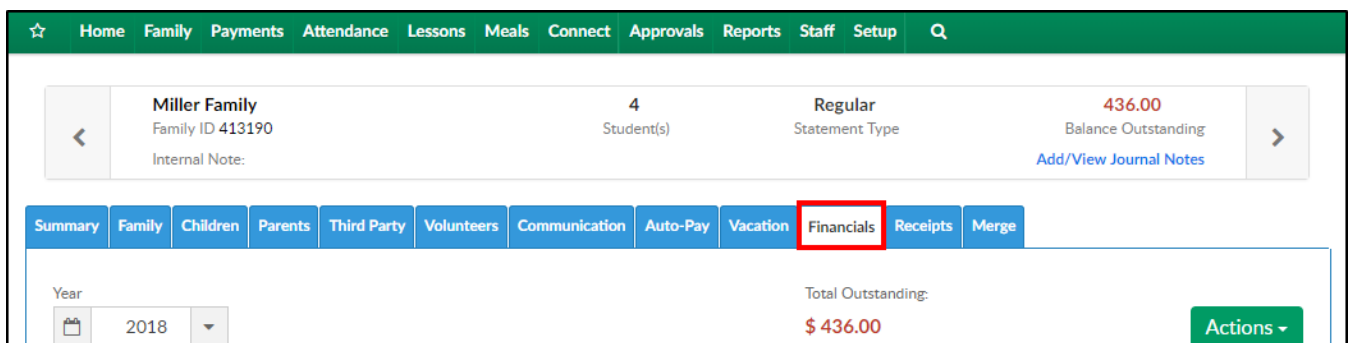 Home Family Payments Attendance Lessons Meals Connect Approvals Reports Staff Setup
Miller Family 4 Regular 436.00
Family ID 413190 Student(s) Statement Type Balance Outstanding
Internal Note: Add/View Journal Notes
Summary Family Children Parents Third Party Volunteers Communication Auto-Pay Vacation Financials Receipts Merge
Year Total Outstanding:
2018 $ 436.00 Actions